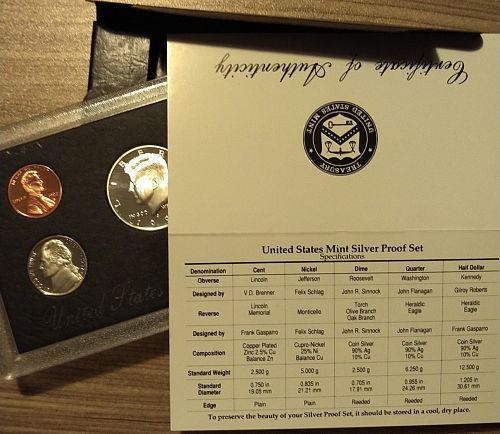 Certificate of Authenticity
UNITED STATES MINT
TREASURY
United States Mint Silver Proof Set
Specifications
Denomination Cent Nickel Dime Quarter Half Dollar
Obverse Lincoln Jefferson Roosevelt Washington Kennedy
Designed by V.D. Brenner Felix Schlag John R. Sinnock John Flanagan Gilroy Roberts
Reverse Lincoln Memorial Monticello Torch Olive Branch Oak Branch Heraldic Eagle Heraldic Eagle
Designed by Frank Gasparro Felix Schlag John R. Sinnock John Flanagan Frank Gasparro
Composition Copper Plated Zinc 2.5% Cu Balance Zn Cupro-Nickel 25% Ni Balance Cu Coin Silver 90% Ag 10% Cu Coin Silver 90% Ag 10% Cu Coin Silver 90% Ag 10% Cu
Standard Weight 2.500 g 5.000 g 2.500 g 6.250 g 12.500 g
Standard Diameter 0.750 in 19.05 mm 0.835 in 21.21 mm 0.705 in 17.91 mm 0.955 in 24.26 mm 1.205 in 30.61 mm
Edge Plain Plain Reeded Reeded Reeded
To preserve the beauty of your Silver Proof Set, it should be stored in a cool, dry place.
United States